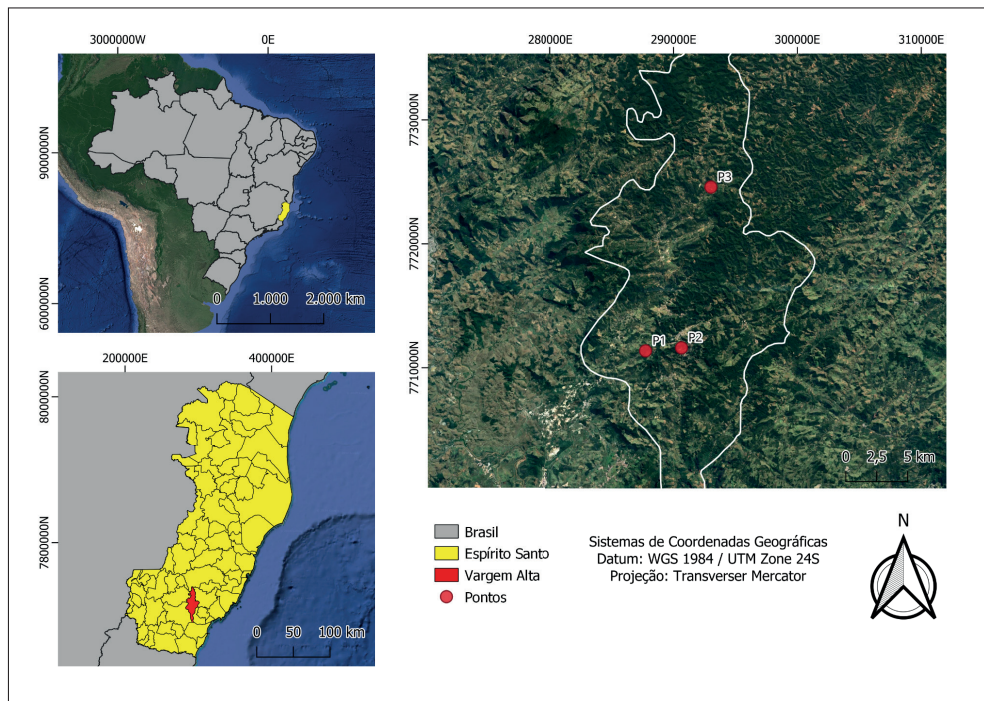 3000000W 0E
9000000N
6000000N
0 1.000 2.000 km
200000E 400000E
8000000N
7800000N
0 50 100 km
280000E 290000E 300000E 310000E
7730000N
7720000N
7710000N
P3
P1 P2
0 2,5 5 km
Brasil
Espírito Santo
Vargem Alta
Pontos
Sistemas de Coordenadas Geográficas
Datum: WGS 1984 / UTM Zone 24S
Projeção: Transverser Mercator
N